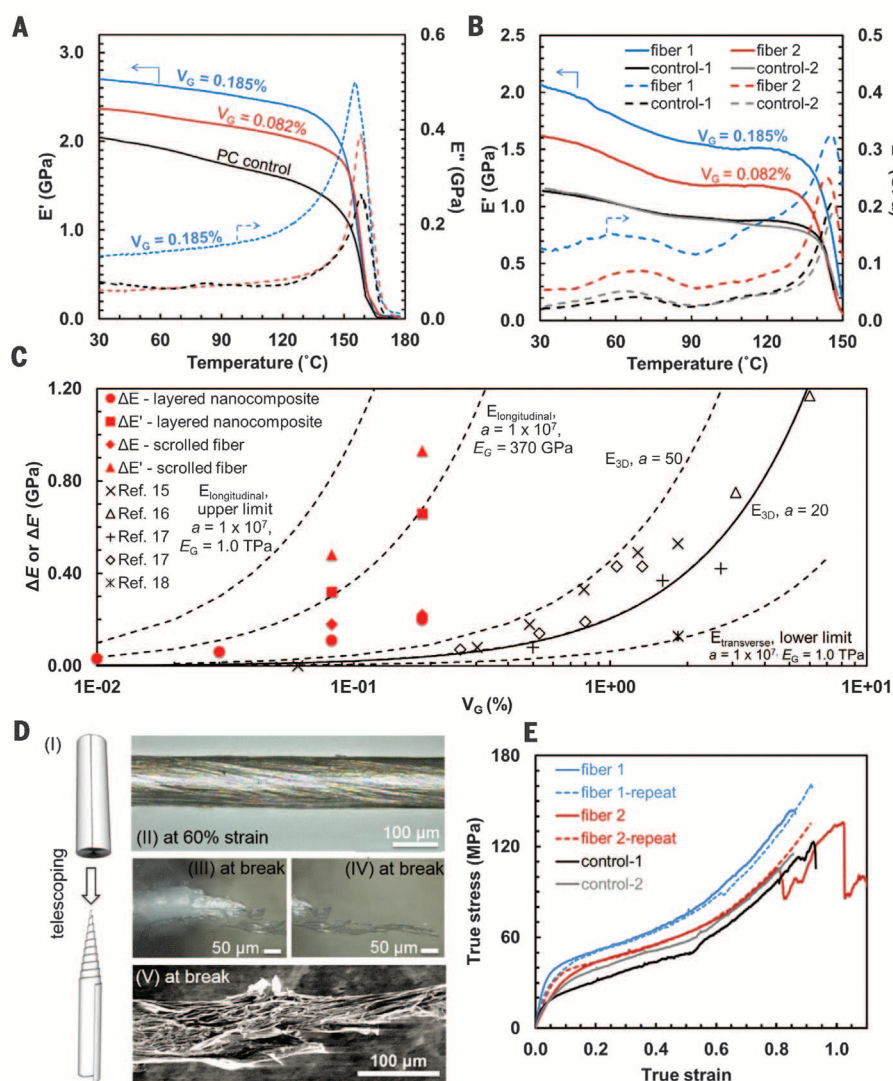 A
E' (GPa)
3.0
2.0
1.0
0.0
V_G = 0.185%
V_G = 0.082%
PC control
V_G = 0.185%
0.6
0.4
0.2
0.0
E'' (GPa)
30 60 90 120 150 180
Temperature (˚C)
B
E' (GPa)
2.5
2.0
1.5
1.0
0.5
0.0
fiber 1 fiber 2
control-1 control-2
fiber 1 fiber 2
control-1 control-2
V_G = 0.185%
V_G = 0.082%
0.5
0.4
0.3
0.2
0.1
0.0
30 60 90 120 150
Temperature (˚C)
C
ΔE or ΔE' (GPa)
1.20
0.80
0.40
0.00
ΔE - layered nanocomposite
ΔE' - layered nanocomposite
ΔE - scrolled fiber
ΔE' - scrolled fiber
Ref. 15
Ref. 16
Ref. 17
Ref. 17
Ref. 18
E_longitudinal,
upper limit
a = 1 x 10⁷,
E_G = 1.0 TPa
E_longitudinal,
a = 1 x 10⁷,
E_G = 370 GPa
E_3D, a = 50
E_3D, a = 20
E_transverse, lower limit
a = 1 x 10⁷, E_G = 1.0 TPa
1E-02 1E-01 1E+00 1E+01
V_G (%)
D
(I)
telescoping
(II) at 60% strain
100 µm
(III) at break
50 µm
(IV) at break
50 µm
(V) at break
100 µm
E
True stress (MPa)
180
120
60
0
fiber 1
fiber 1-repeat
fiber 2
fiber 2-repeat
control-1
control-2
0.0 0.2 0.4 0.6 0.8 1.0
True strain